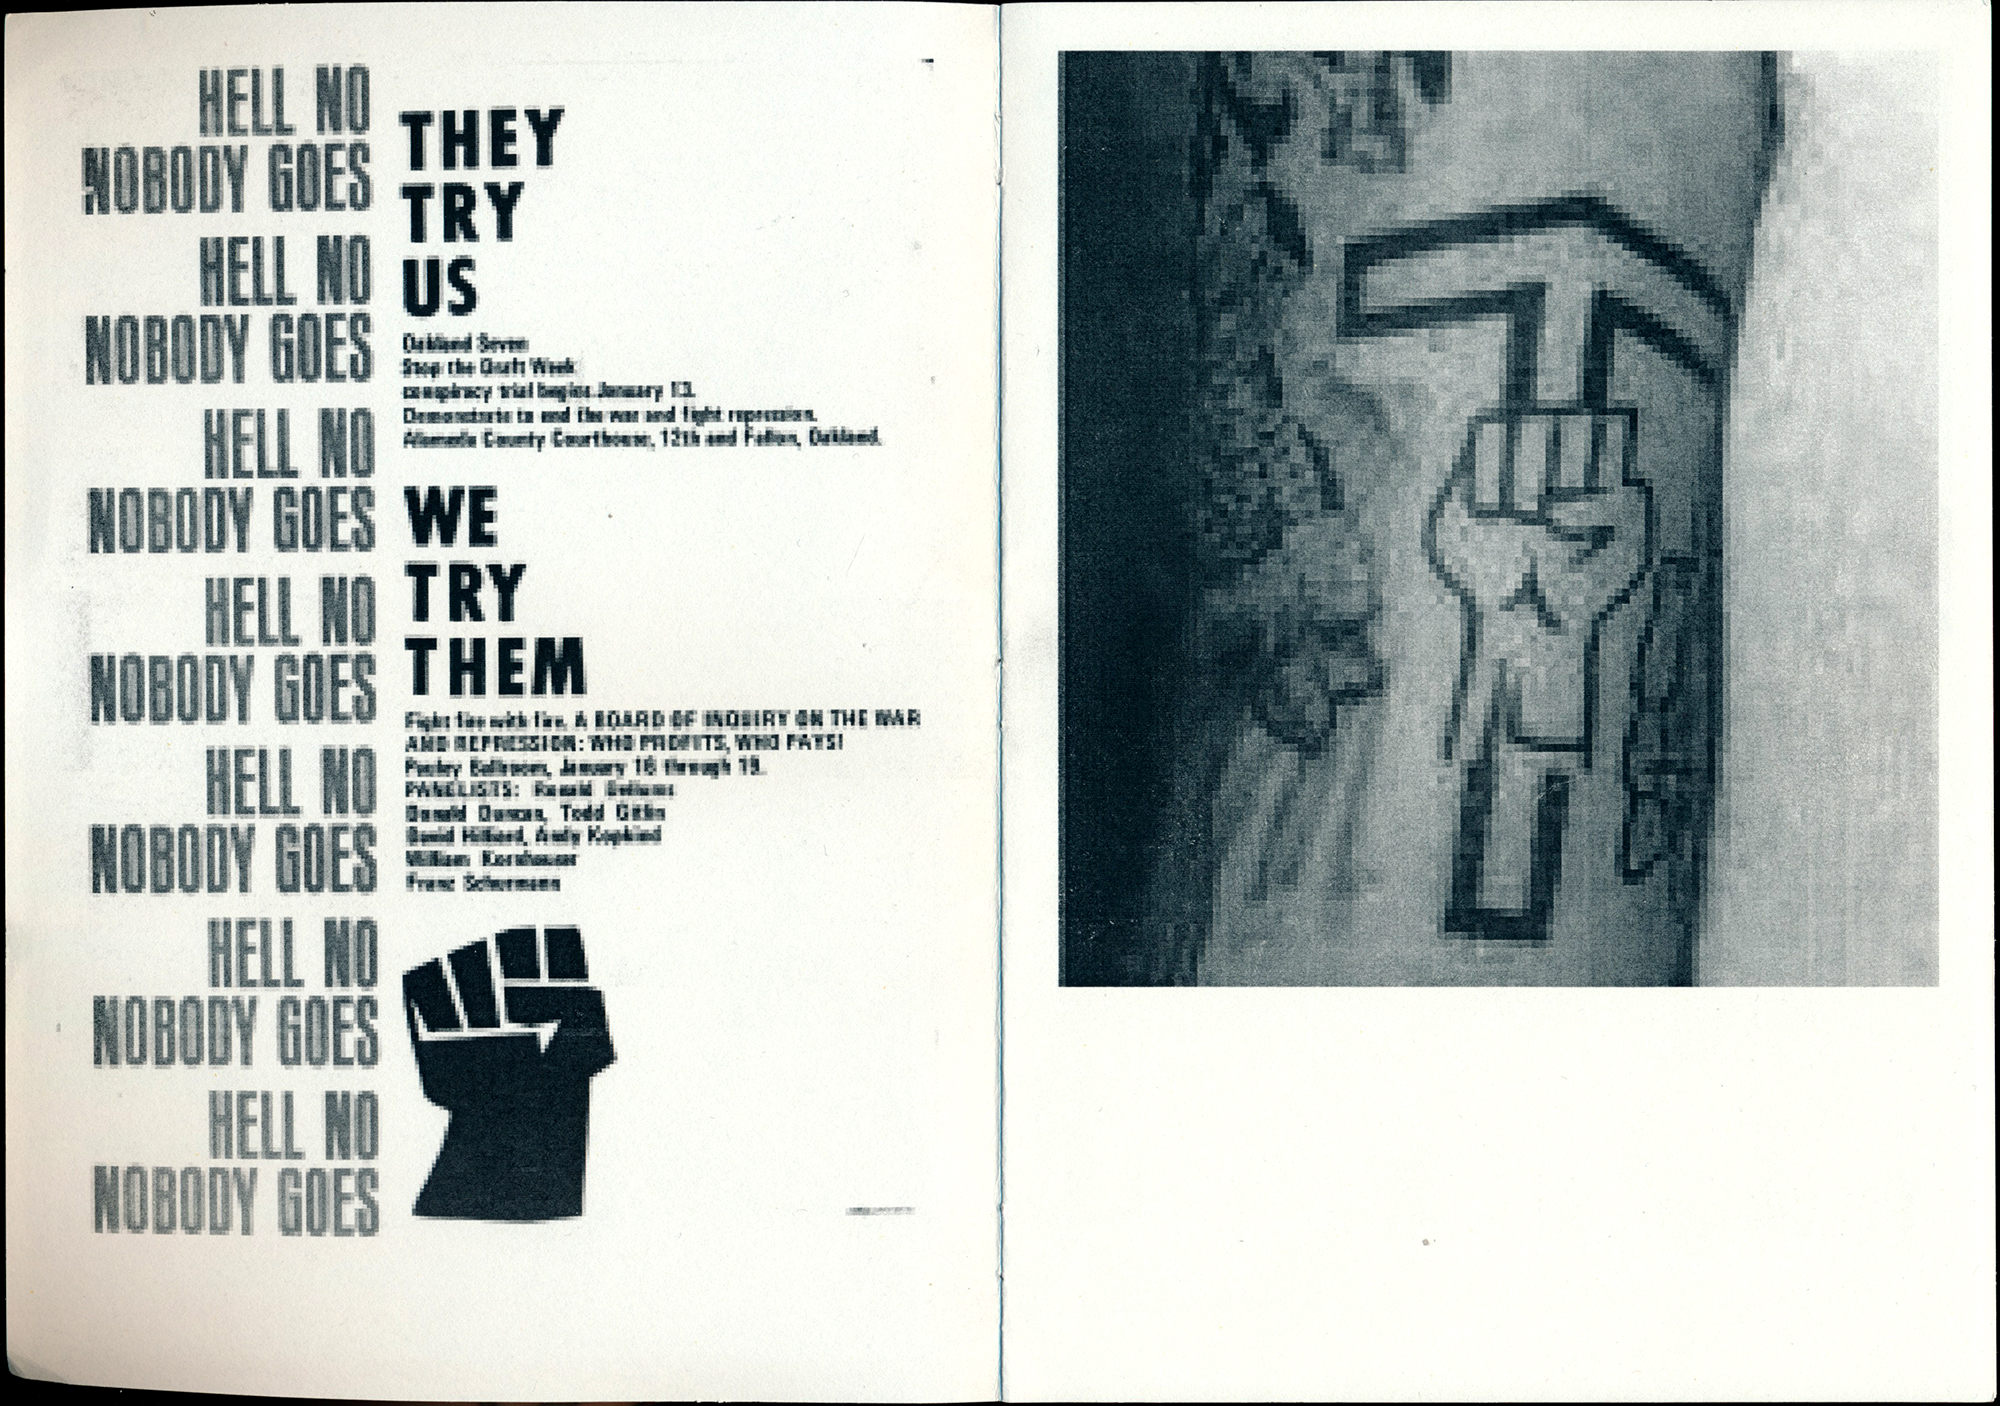 HELL NO
NOBODY GOES
HELL NO
NOBODY GOES
HELL NO
NOBODY GOES
HELL NO
NOBODY GOES
HELL NO
NOBODY GOES
HELL NO
NOBODY GOES
HELL NO
NOBODY GOES
THEY
TRY
US
Oakland Seven
Stop the Draft Week
conspiracy trial begins January 13.
Demonstrate to end the war and fight repression.
Alameda County Courthouse, 12th and Fallon, Oakland.
WE
TRY
THEM
Fight fire with fire. A BOARD OF INQUIRY ON THE WAR
AND REPRESSION: WHO PROFITS, WHO PAYS!
Pauley Ballroom, January 16 through 19.
PANELISTS: Ronald Dellums
Donald Duncan, Todd Gitlin
David Hilliard, Andy Kopkind
William Kornhauser
Franz Schurmann